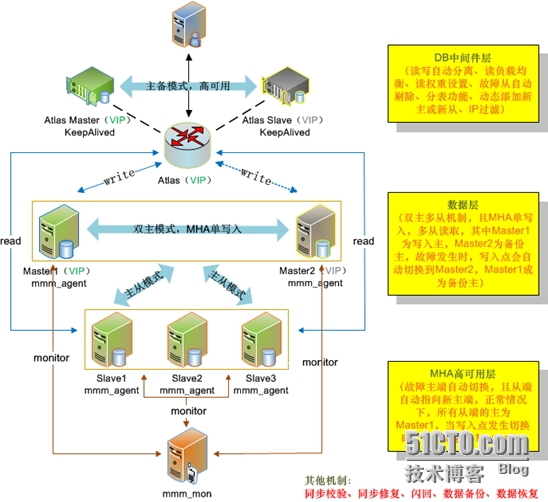 主备模式，高可用
Atlas Master（VIP）
KeepAlived
Atlas Slave（VIP）
KeepAlived
Atlas（VIP）
write
write
read
read
双主模式，MHA单写入
Master1（VIP）
mmm_agent
Master2（VIP）
mmm_agent
主从模式
主从模式
Slave1
mmm_agent
Slave2
mmm_agent
Slave3
mmm_agent
monitor
monitor
monitor
mmm_mon
DB中间件层
（读写自动分离、读负载均
衡、读权重设置、故障从自动
剔除、分表功能、动态添加新
主或新从、IP过滤）
数据层
（双主多从机制，且MHA单写
入，多从读取，其中Master1
为写入主，Master2为备份
主，故障发生时，写入点会自
动切换到Master2，Master1成
为备份主）
MHA高可用层
（故障主端自动切换，且从端
自动指向新主端，正常情况
下，所有从端的主为
Master1，当写入点发生切换
51CTO.com
技术博客 Blog
其他机制：
同步校验、同步修复、闪回、数据备份、数据恢复